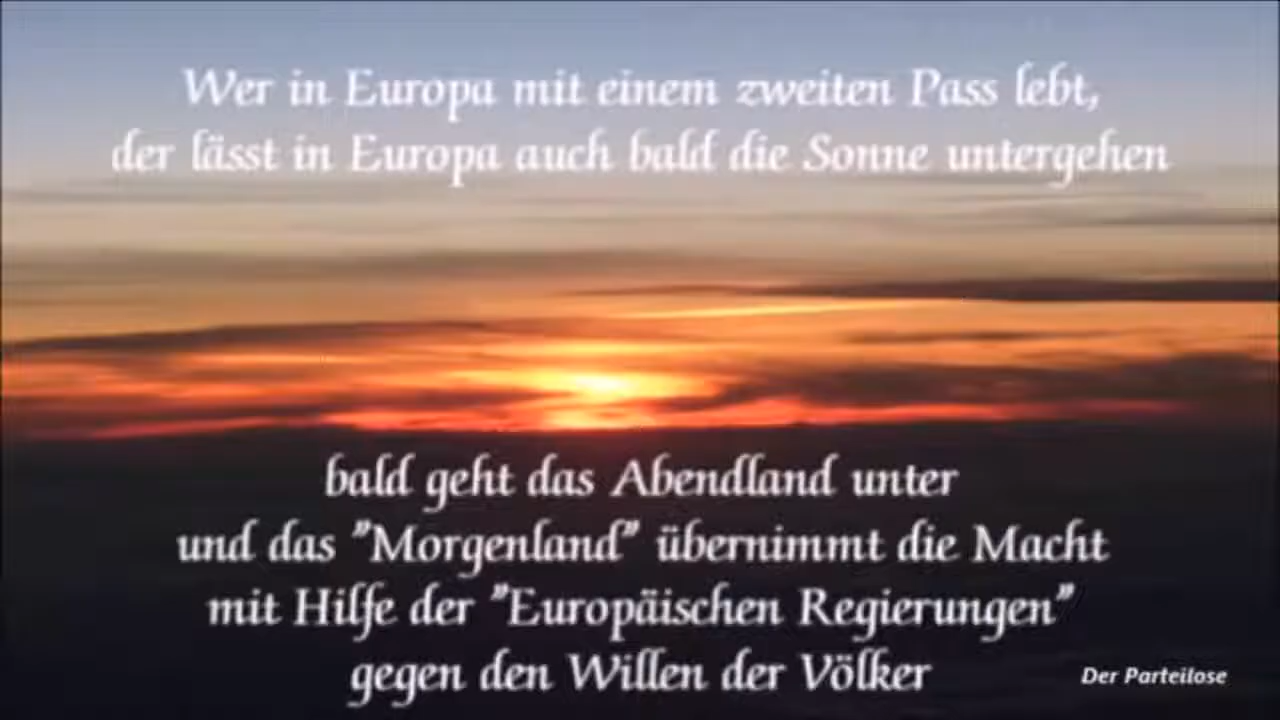 Wer in Europa mit einem zweiten Pass lebt,
der lässt in Europa auch bald die Sonne untergehen
bald geht das Abendland unter
und das "Morgenland" übernimmt die Macht
mit Hilfe der "Europäischen Regierungen"
gegen den Willen der Völker
Der Parteilose